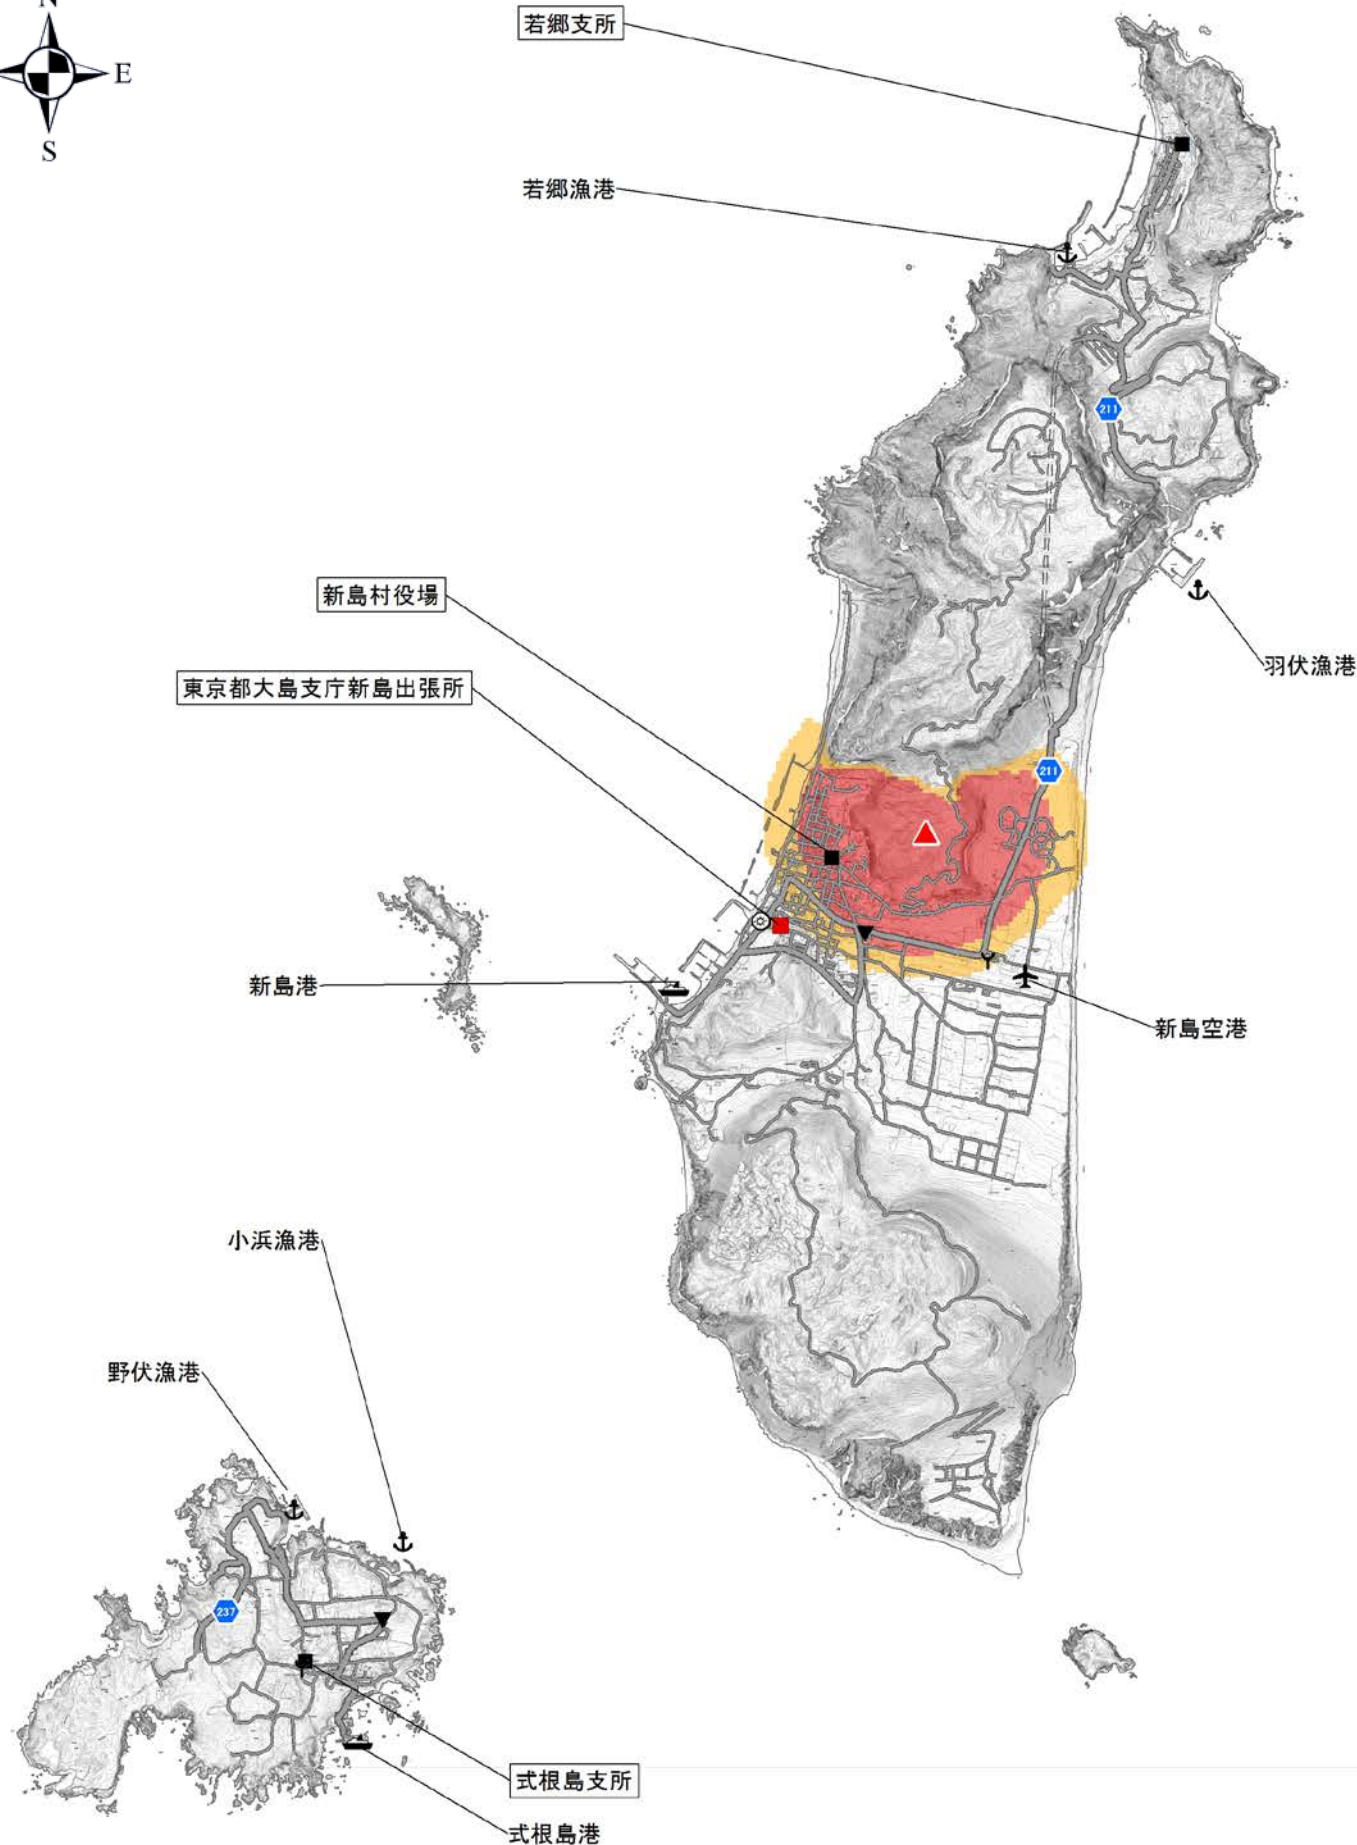 N
E
S
若郷支所
若郷漁港
211
新島村役場
羽伏漁港
東京都大島支庁新島出張所
211
新島港
新島空港
小浜漁港
野伏漁港
237
式根島支所
式根島港